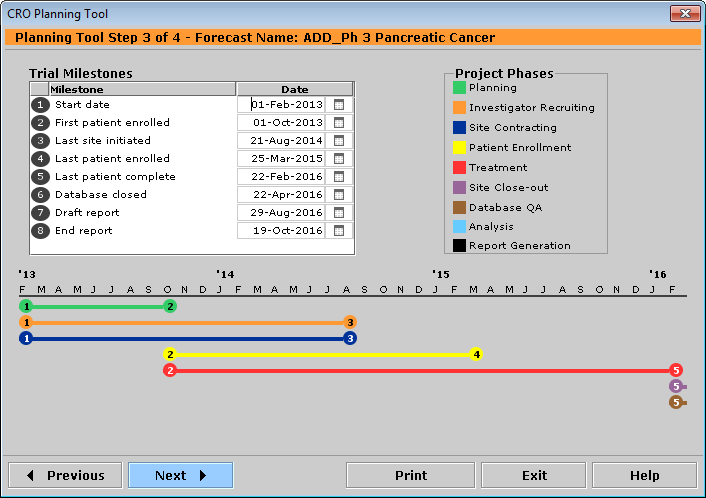 CRO Planning Tool
Planning Tool Step 3 of 4 - Forecast Name: ADD_Ph 3 Pancreatic Cancer
Trial Milestones
Milestone Date
1 Start date 01-Feb-2013
2 First patient enrolled 01-Oct-2013
3 Last site initiated 21-Aug-2014
4 Last patient enrolled 25-Mar-2015
5 Last patient complete 22-Feb-2016
6 Database closed 22-Apr-2016
7 Draft report 29-Aug-2016
8 End report 19-Oct-2016
Project Phases
Planning
Investigator Recruiting
Site Contracting
Patient Enrollment
Treatment
Site Close-out
Database QA
Analysis
Report Generation
'13 '14 '15 '16
F M A M J J A S O N D J F M A M J J A S O N D J F M A M J J A S O N D J F
1 2
1 3
1 3
2 4
2 5
5
5
Previous Next Print Exit Help